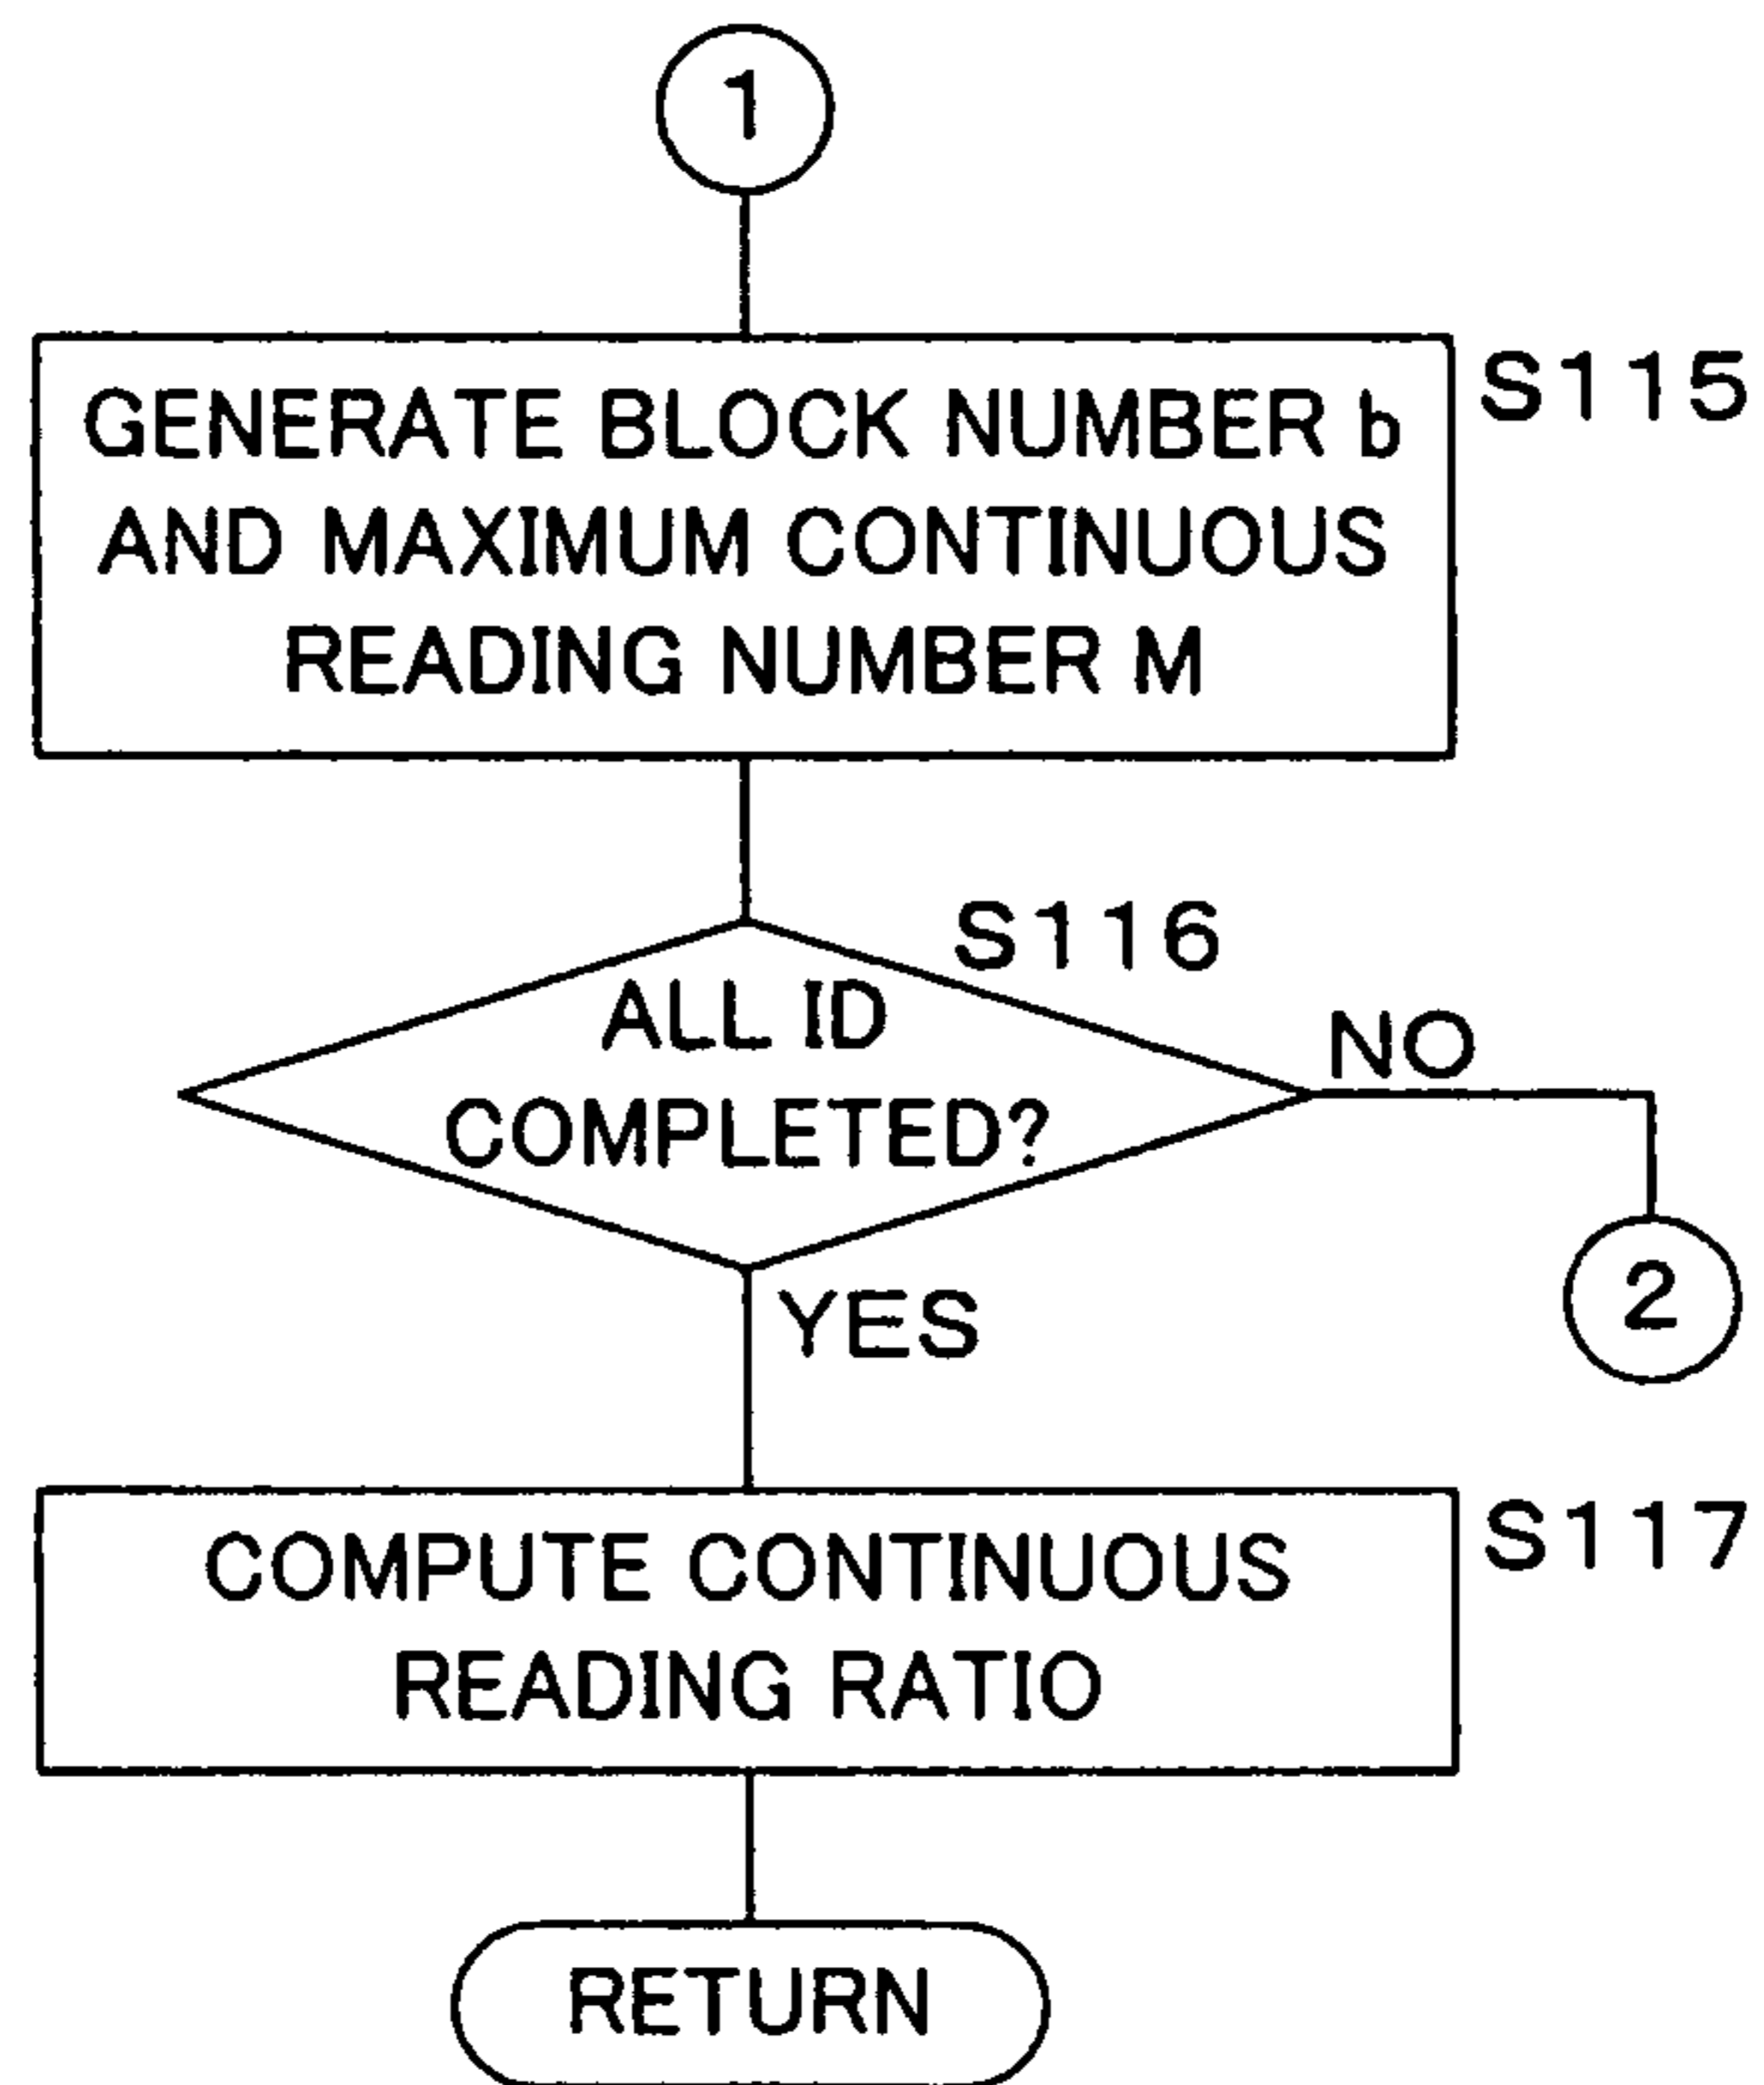 1
GENERATE BLOCK NUMBER b
AND MAXIMUM CONTINUOUS
READING NUMBER M
S115
S116
ALL ID
COMPLETED?
NO
2
YES
COMPUTE CONTINUOUS
READING RATIO
S117
RETURN